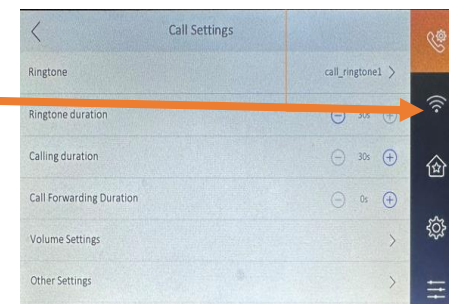 Call Settings
Ringtone call_ringtone1 >
Ringtone duration 30s
Calling duration 30s
Call Forwarding Duration 0s
Volume Settings
Other Settings